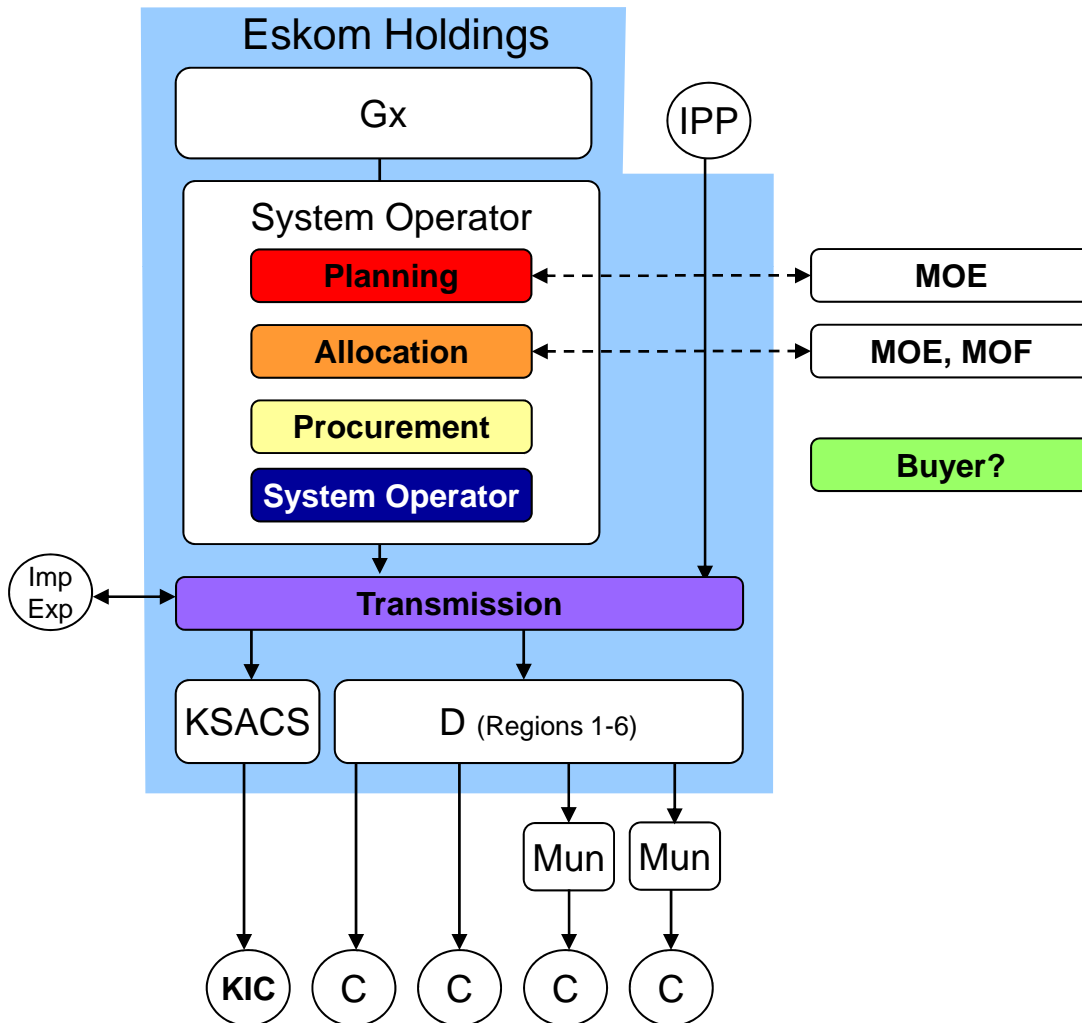 Eskom Holdings
Gx
IPP
System Operator
Planning
MOE
Allocation
MOE, MOF
Procurement
Buyer?
System Operator
Imp
Exp
Transmission
KSACS
D (Regions 1-6)
Mun
Mun
KIC
C
C
C
C